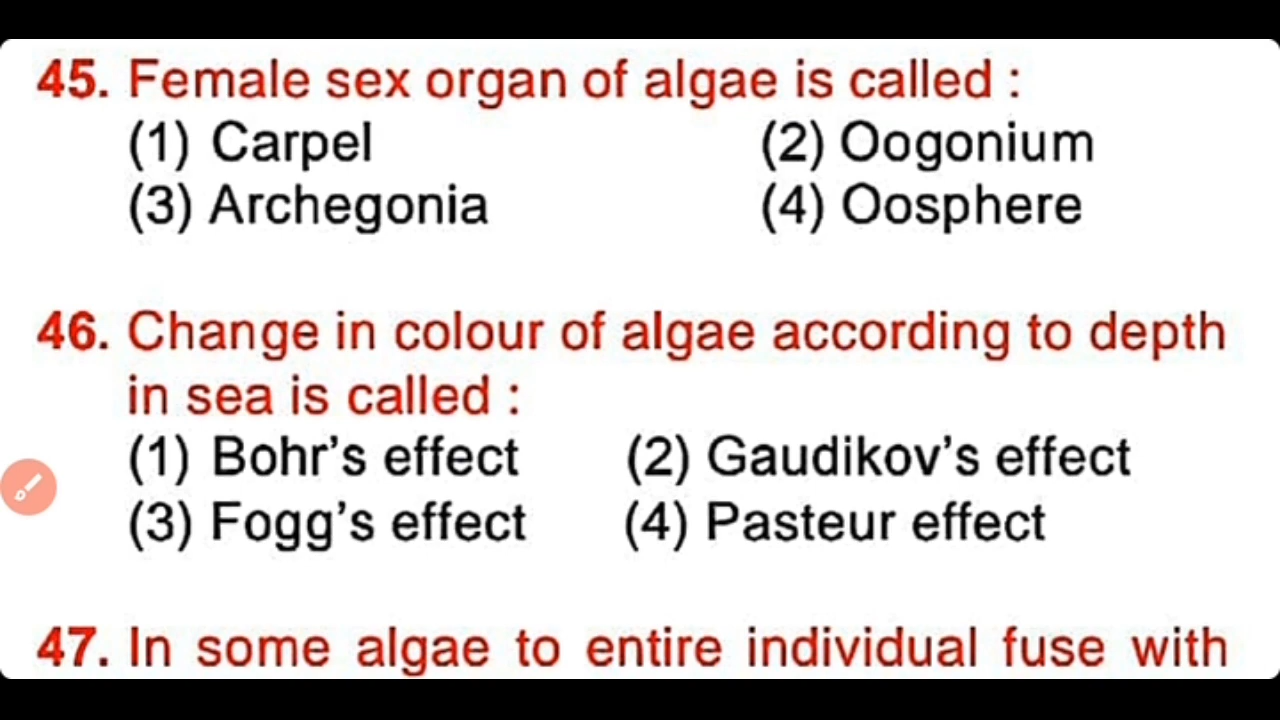 45. Female sex organ of algae is called :
(1) Carpel (2) Oogonium
(3) Archegonia (4) Oosphere
46. Change in colour of algae according to depth
in sea is called :
(1) Bohr's effect (2) Gaudikov's effect
(3) Fogg's effect (4) Pasteur effect
47. In some algae to entire individual fuse with